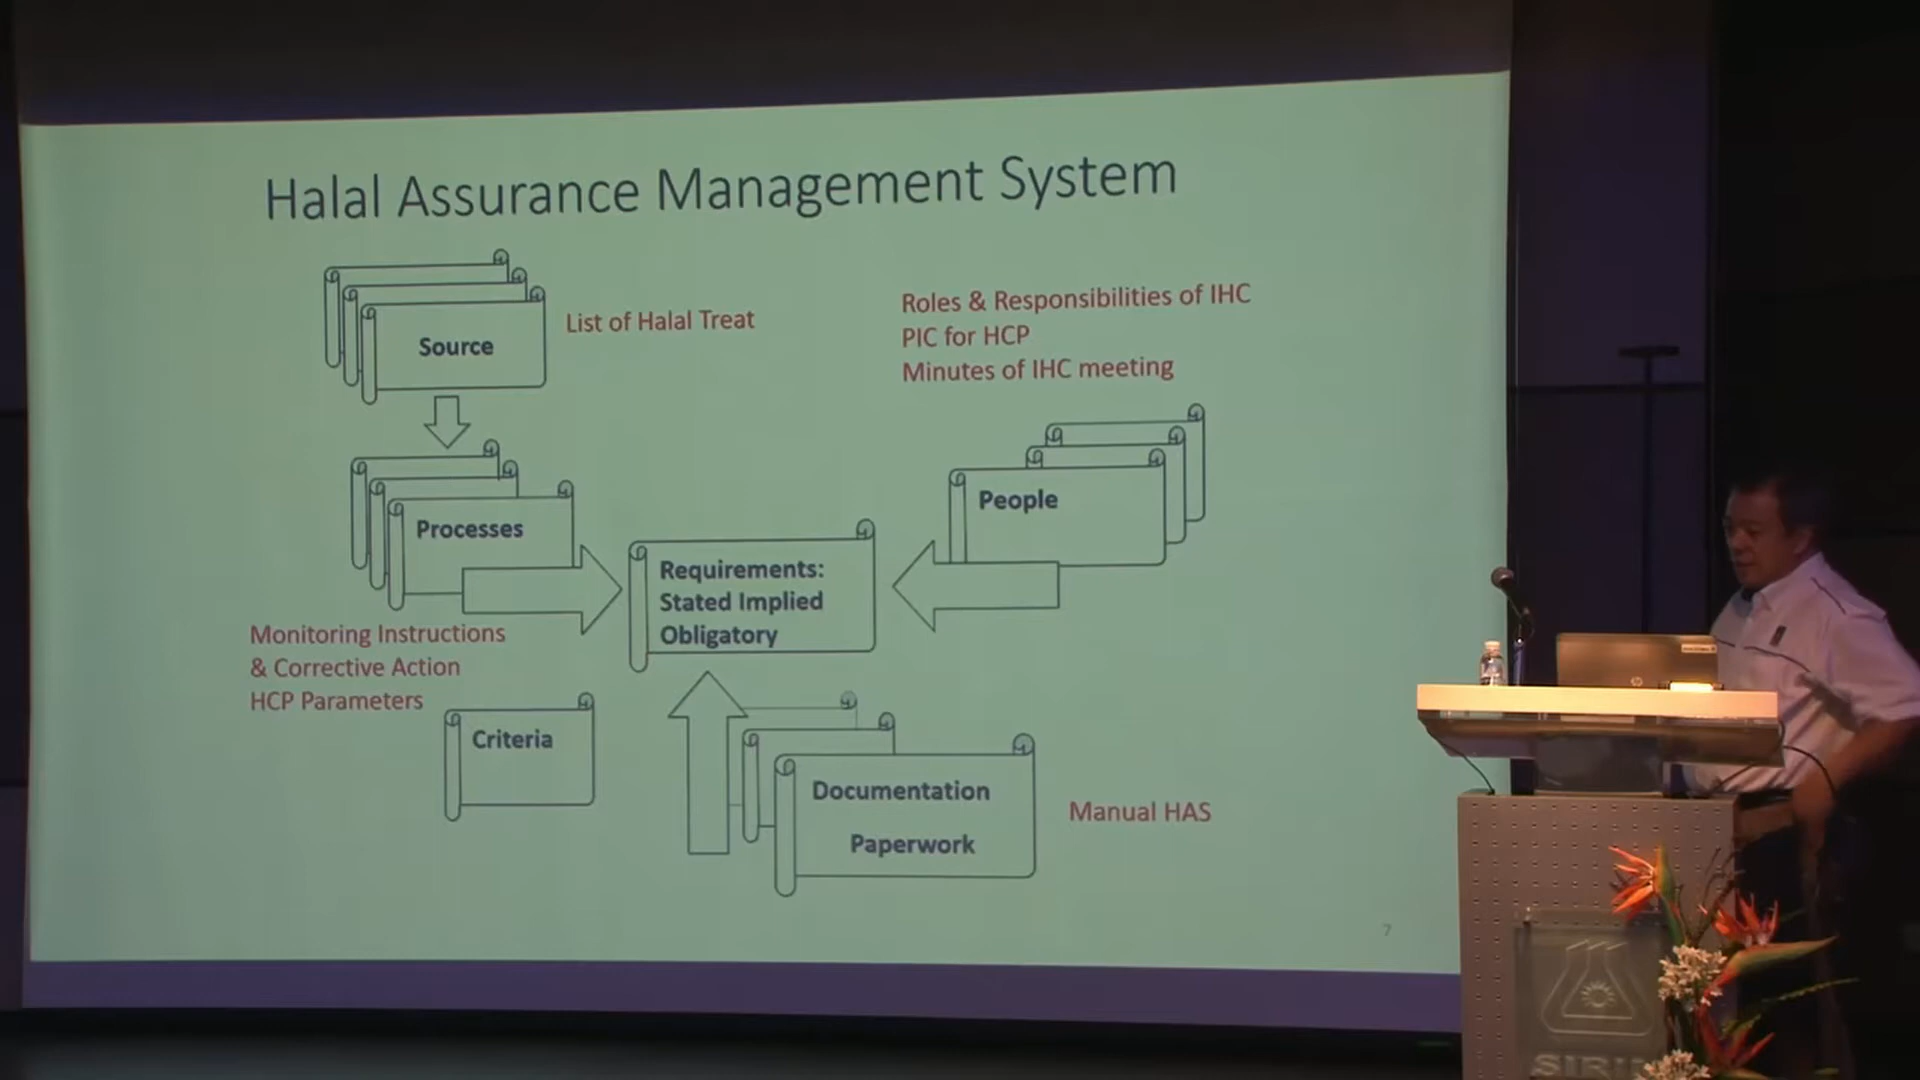 Halal Assurance Management System
Source
List of Halal Treat
Roles & Responsibilities of IHC
PIC for HCP
Minutes of IHC meeting
Processes
People
Requirements:
Stated Implied
Obligatory
Monitoring Instructions
& Corrective Action
HCP Parameters
Criteria
Documentation
Paperwork
Manual HAS
7
hp